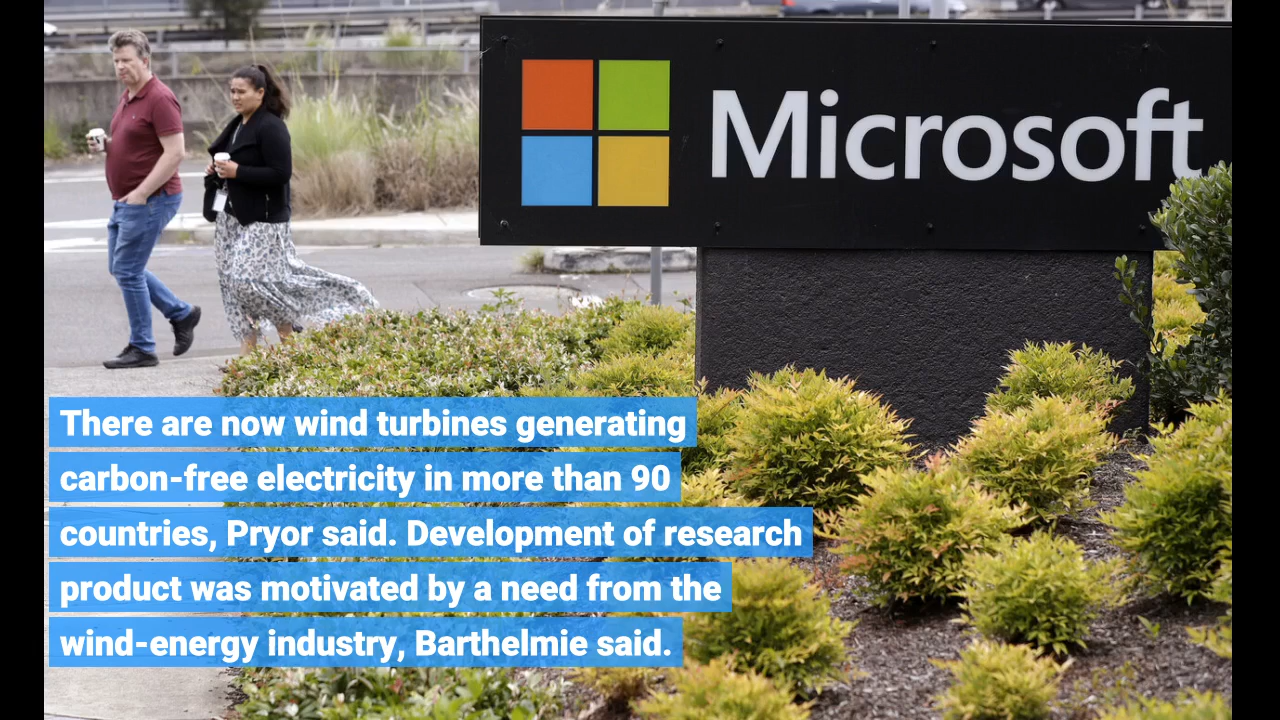 Microsoft
There are now wind turbines generating
carbon-free electricity in more than 90
countries, Pryor said. Development of research
product was motivated by a need from the
wind-energy industry, Barthelmie said.